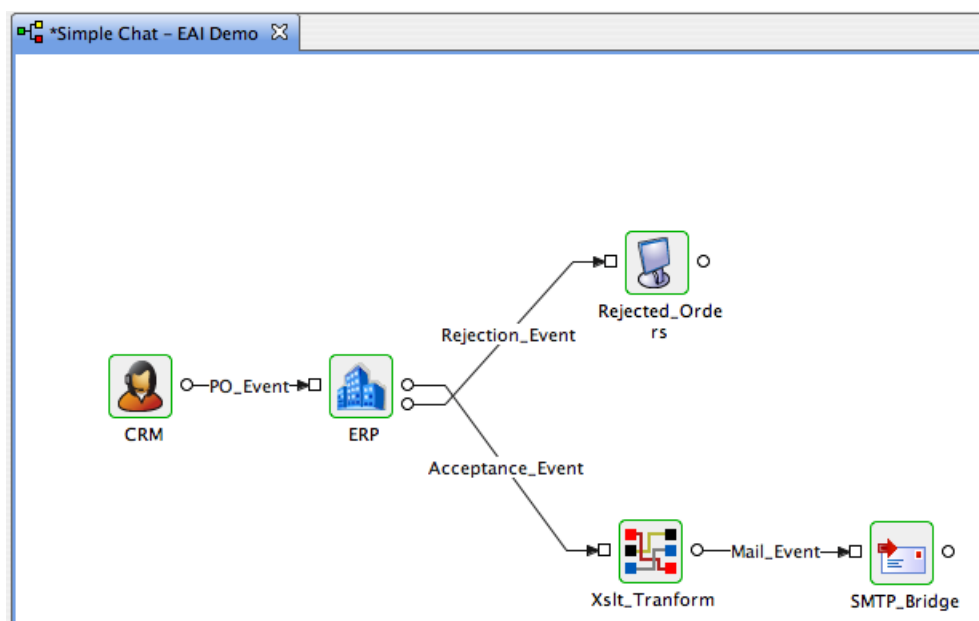 *Simple Chat – EAI Demo
Rejected_Orde
rs
Rejection_Event
PO_Event
CRM
ERP
Acceptance_Event
Mail_Event
Xslt_Tranform
SMTP_Bridge